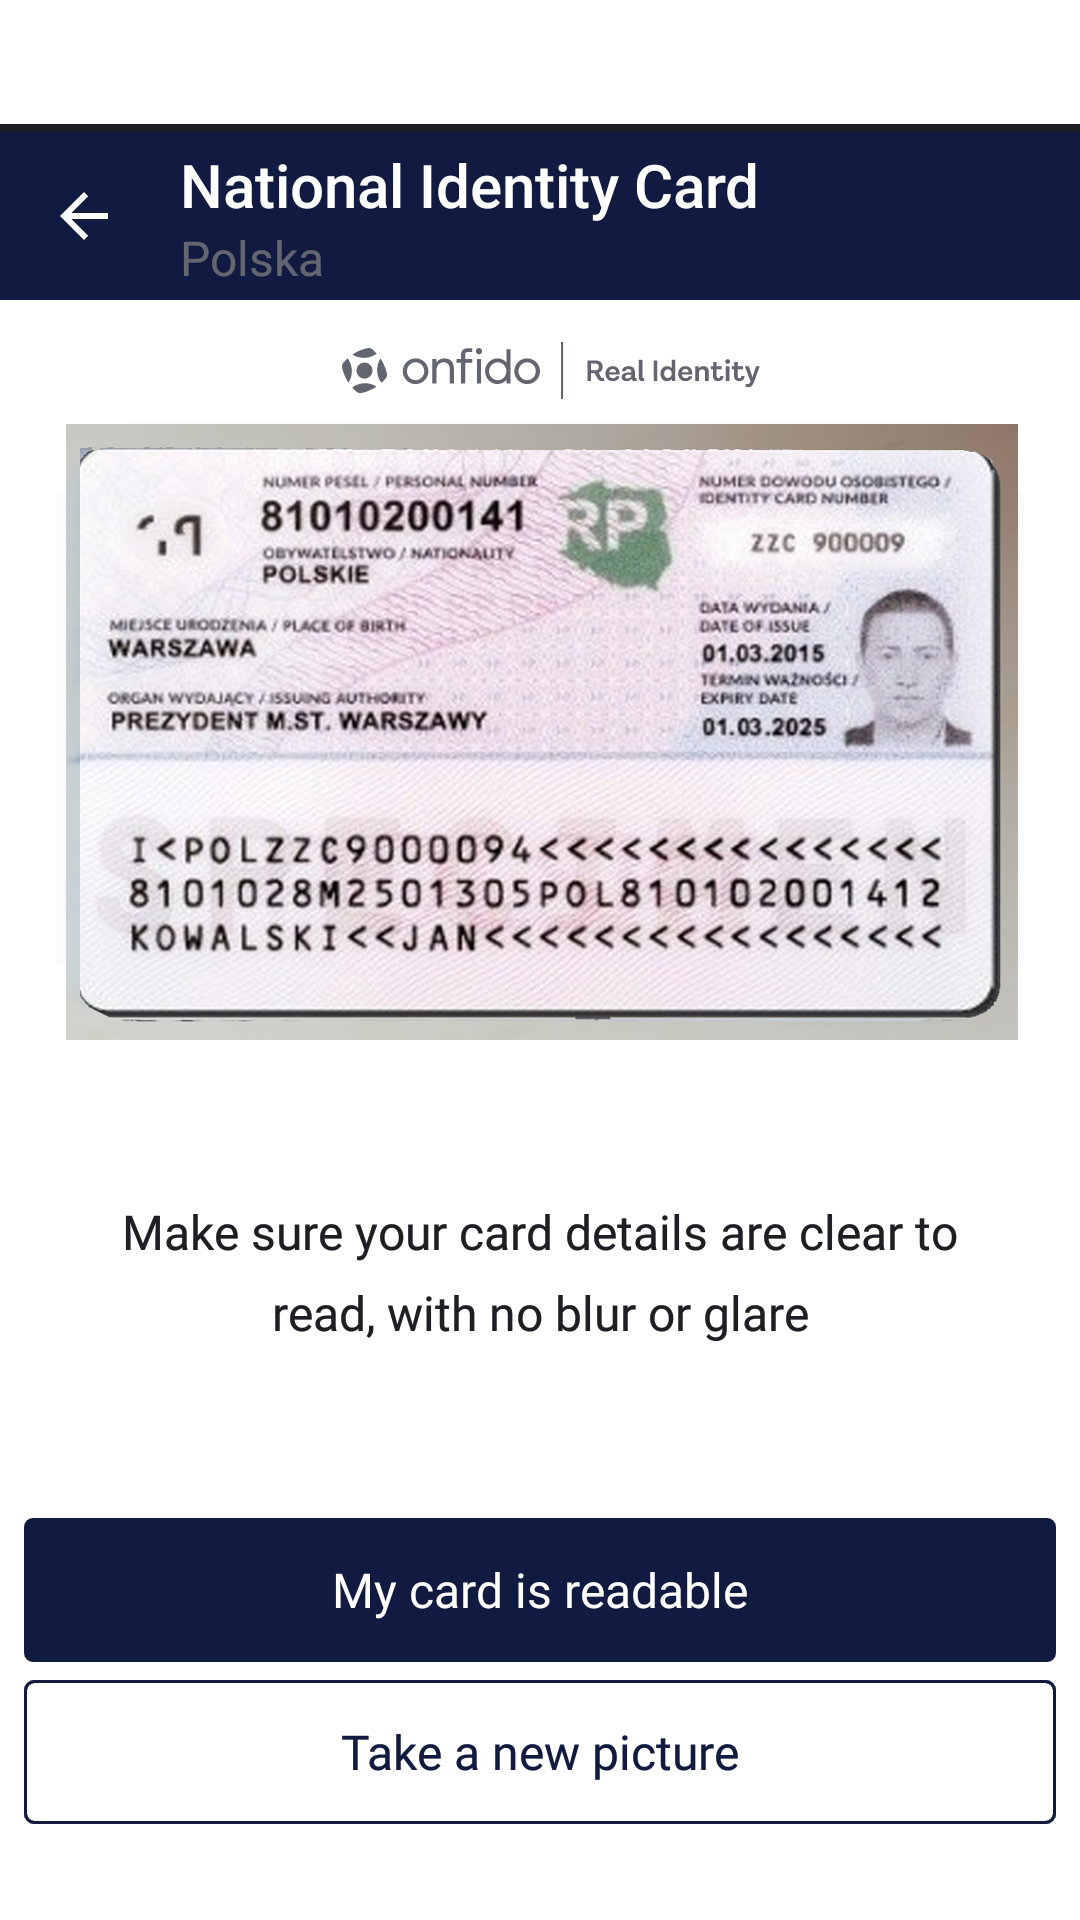 National Identity Card
Polska
onfido | Real Identity
NUMER PESEL / PERSONAL NUMBER
81010200141
OBYWATELSTWO / NATIONALITY
POLSKIE
RP
NUMER DOWODU OSOBISTEGO /
IDENTITY CARD NUMBER
ZZC 900009
MIEJSCE URODZENIA / PLACE OF BIRTH
WARSZAWA
DATA WYDANIA /
DATE OF ISSUE
01.03.2015
TERMIN WAŻNOŚCI /
EXPIRY DATE
01.03.2025
ORGAN WYDAJĄCY / ISSUING AUTHORITY
PREZYDENT M.ST. WARSZAWY
SPECIMEN
I<POLZZC9000094<<<<<<<<<<<<<<<
8101028M2501305POL810102001412
KOWALSKI<<JAN<<<<<<<<<<<<<<<<<
Make sure your card details are clear to
read, with no blur or glare
My card is readable
Take a new picture